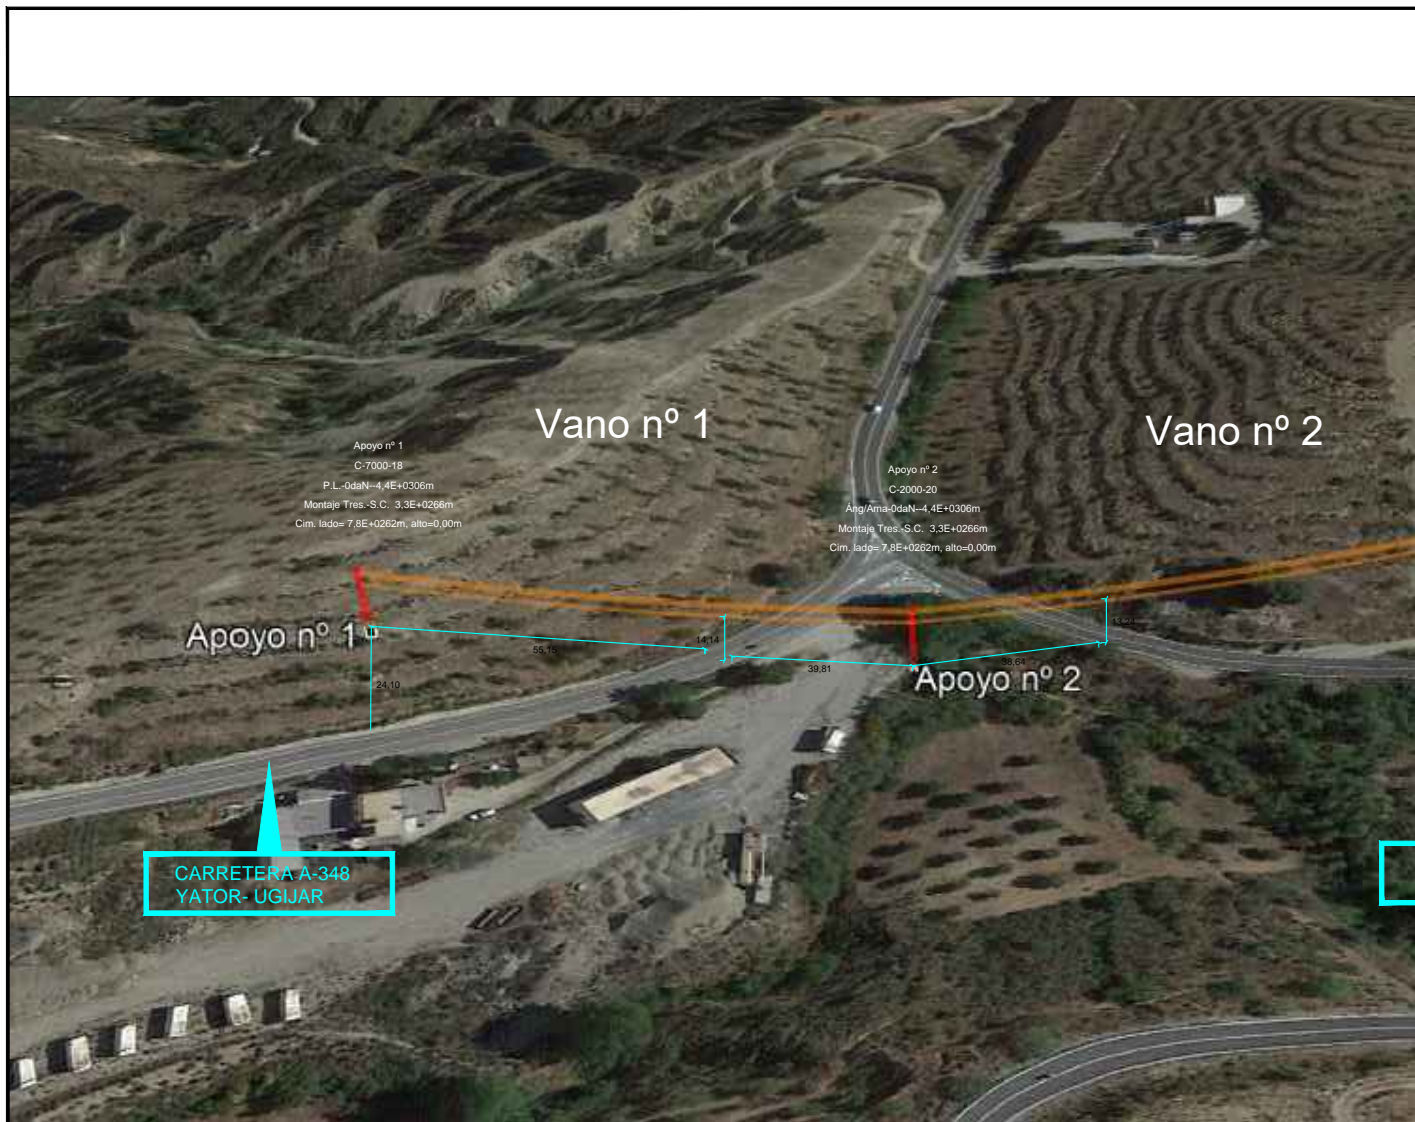 Vano nº 1
Vano nº 2
Apoyo nº 1
C-7000-18
P.L.-0daN--4,4E+0306m
Montaje Tres.-S.C. 3,3E+0266m
Cim. lado= 7,8E+0262m, alto=0,00m
Apoyo nº 2
C-2000-20
Ang/Ama-0daN--4,4E+0306m
Montaje Tres.-S.C. 3,3E+0266m
Cim. lado= 7,8E+0262m, alto=0,00m
Apoyo nº 1
14,14
13,24
55,15
39,81
38,64
24,10
Apoyo nº 2
CARRETERA A-348
YATOR- UGIJAR